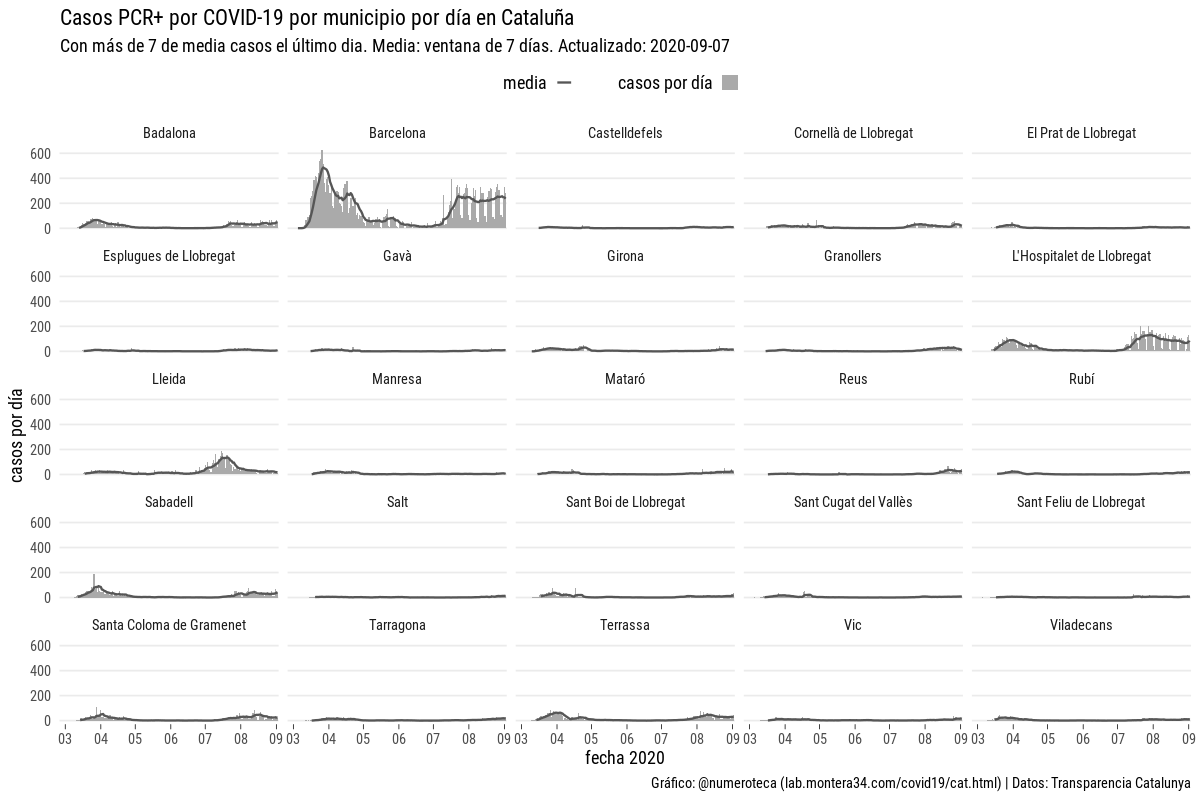 Casos PCR+ por COVID-19 por municipio por día en Cataluña
Con más de 7 de media casos el último dia. Media: ventana de 7 días. Actualizado: 2020-09-07
media casos por día
Badalona Barcelona Castelldefels Cornellà de Llobregat El Prat de Llobregat
600
400
200
0
Esplugues de Llobregat Gavà Girona Granollers L'Hospitalet de Llobregat
600
400
200
0
Lleida Manresa Mataró Reus Rubí
600
400
200
0
casos por día
Sabadell Salt Sant Boi de Llobregat Sant Cugat del Vallès Sant Feliu de Llobregat
600
400
200
0
Santa Coloma de Gramenet Tarragona Terrassa Vic Viladecans
600
400
200
0
03 04 05 06 07 08 09 03 04 05 06 07 08 09 03 04 05 06 07 08 09 03 04 05 06 07 08 09 03 04 05 06 07 08 09
fecha 2020
Gráfico: @numeroteca (lab.montera34.com/covid19/cat.html) | Datos: Transparencia Catalunya